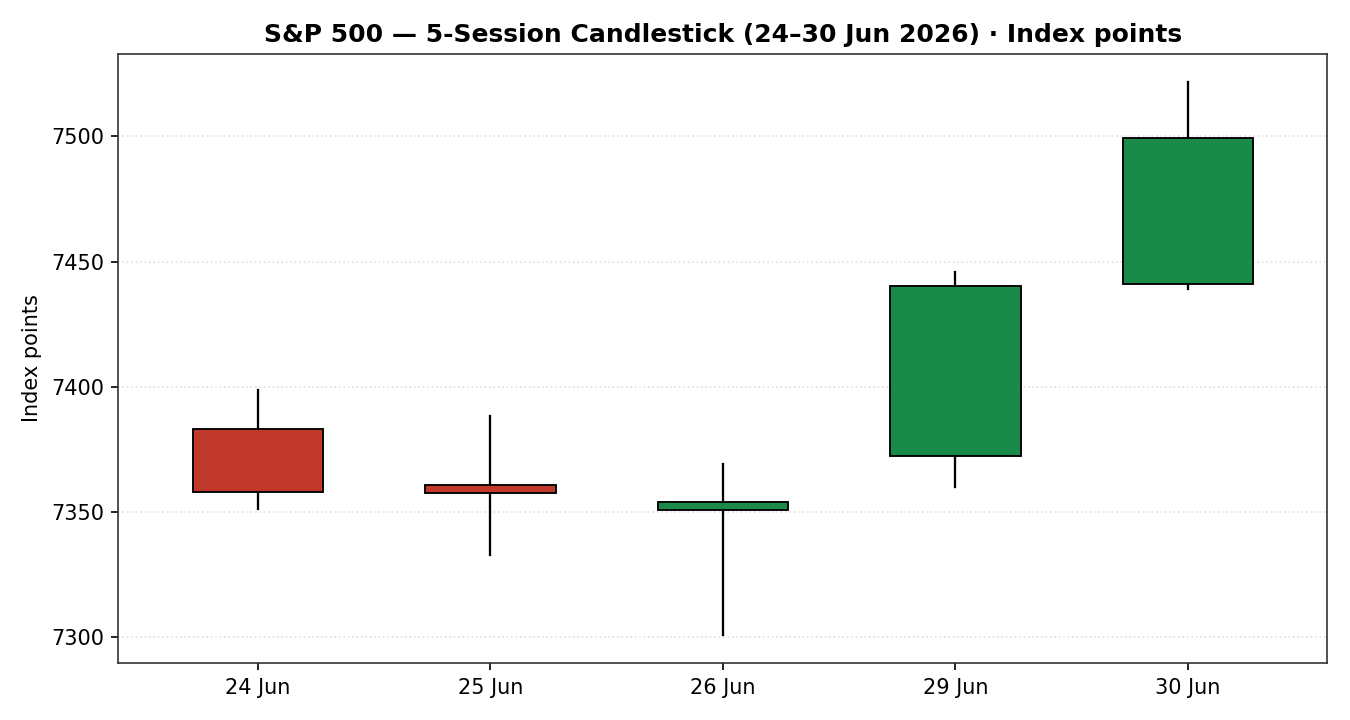 S&P 500 — 5-Session Candlestick (24–30 Jun 2026) · Index points
Index points
7500
7450
7400
7350
7300
24 Jun
25 Jun
26 Jun
29 Jun
30 Jun